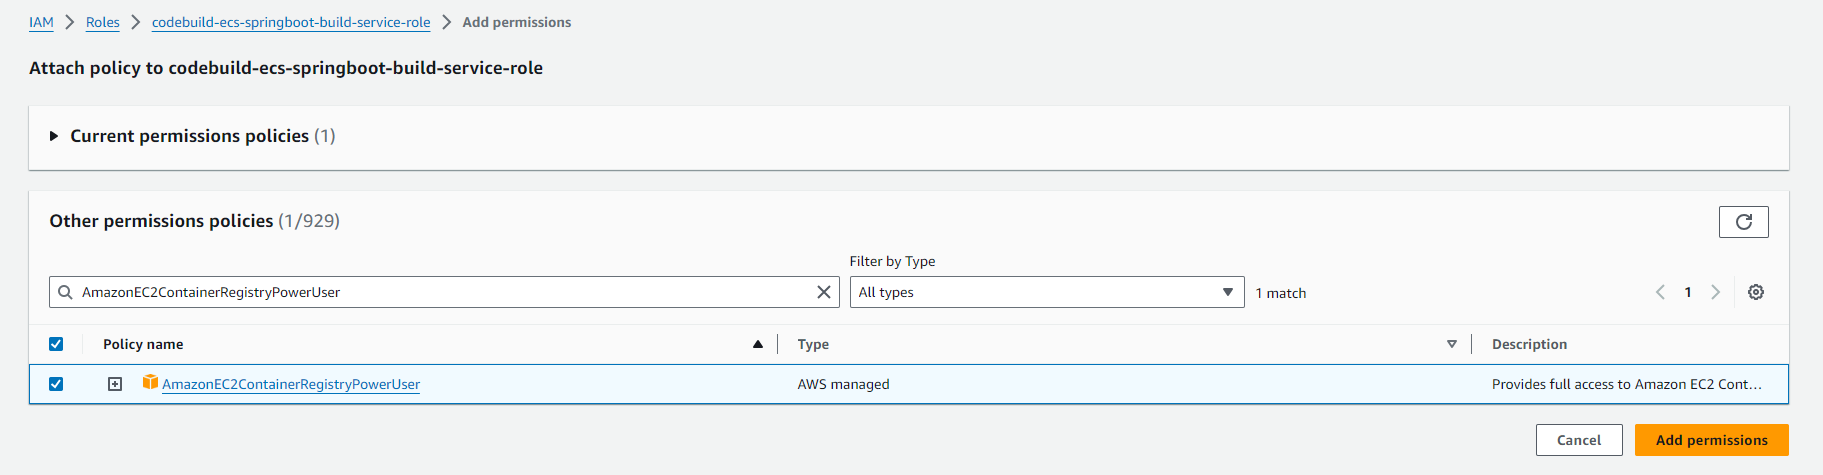 IAM > Roles > codebuild-ecs-springboot-build-service-role > Add permissions
Attach policy to codebuild-ecs-springboot-build-service-role
Current permissions policies (1)
Other permissions policies (1/929)
Filter by Type
AmazonEC2ContainerRegistryPowerUser All types 1 match 1
Policy name Type Description
AmazonEC2ContainerRegistryPowerUser AWS managed Provides full access to Amazon EC2 Cont...
Cancel Add permissions